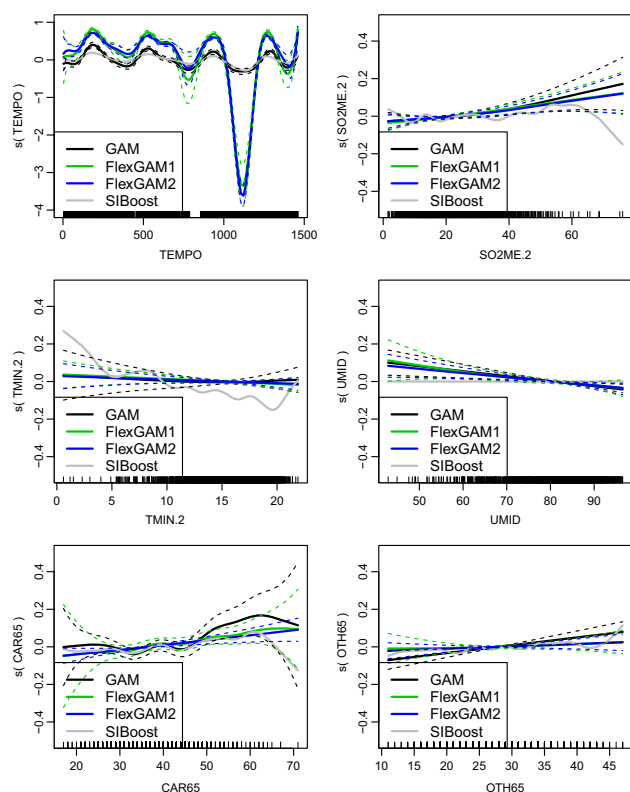 s( TEMPO )
1
0
−1
−2
−3
−4
GAM
FlexGAM1
FlexGAM2
SIBoost
0 500 1000 1500
TEMPO
s( SO2ME.2 )
0.4
0.2
0.0
−0.2
−0.4
GAM
FlexGAM1
FlexGAM2
SIBoost
0 20 40 60
SO2ME.2
s( TMIN.2 )
0.4
0.2
0.0
−0.2
−0.4
GAM
FlexGAM1
FlexGAM2
SIBoost
0 5 10 15 20
TMIN.2
s( UMID )
0.4
0.2
0.0
−0.2
−0.4
GAM
FlexGAM1
FlexGAM2
SIBoost
50 60 70 80 90
UMID
s( CAR65 )
0.4
0.2
0.0
−0.2
−0.4
GAM
FlexGAM1
FlexGAM2
SIBoost
20 30 40 50 60 70
CAR65
s( OTH65 )
0.4
0.2
0.0
−0.2
−0.4
GAM
FlexGAM1
FlexGAM2
SIBoost
10 15 20 25 30 35 40 45
OTH65